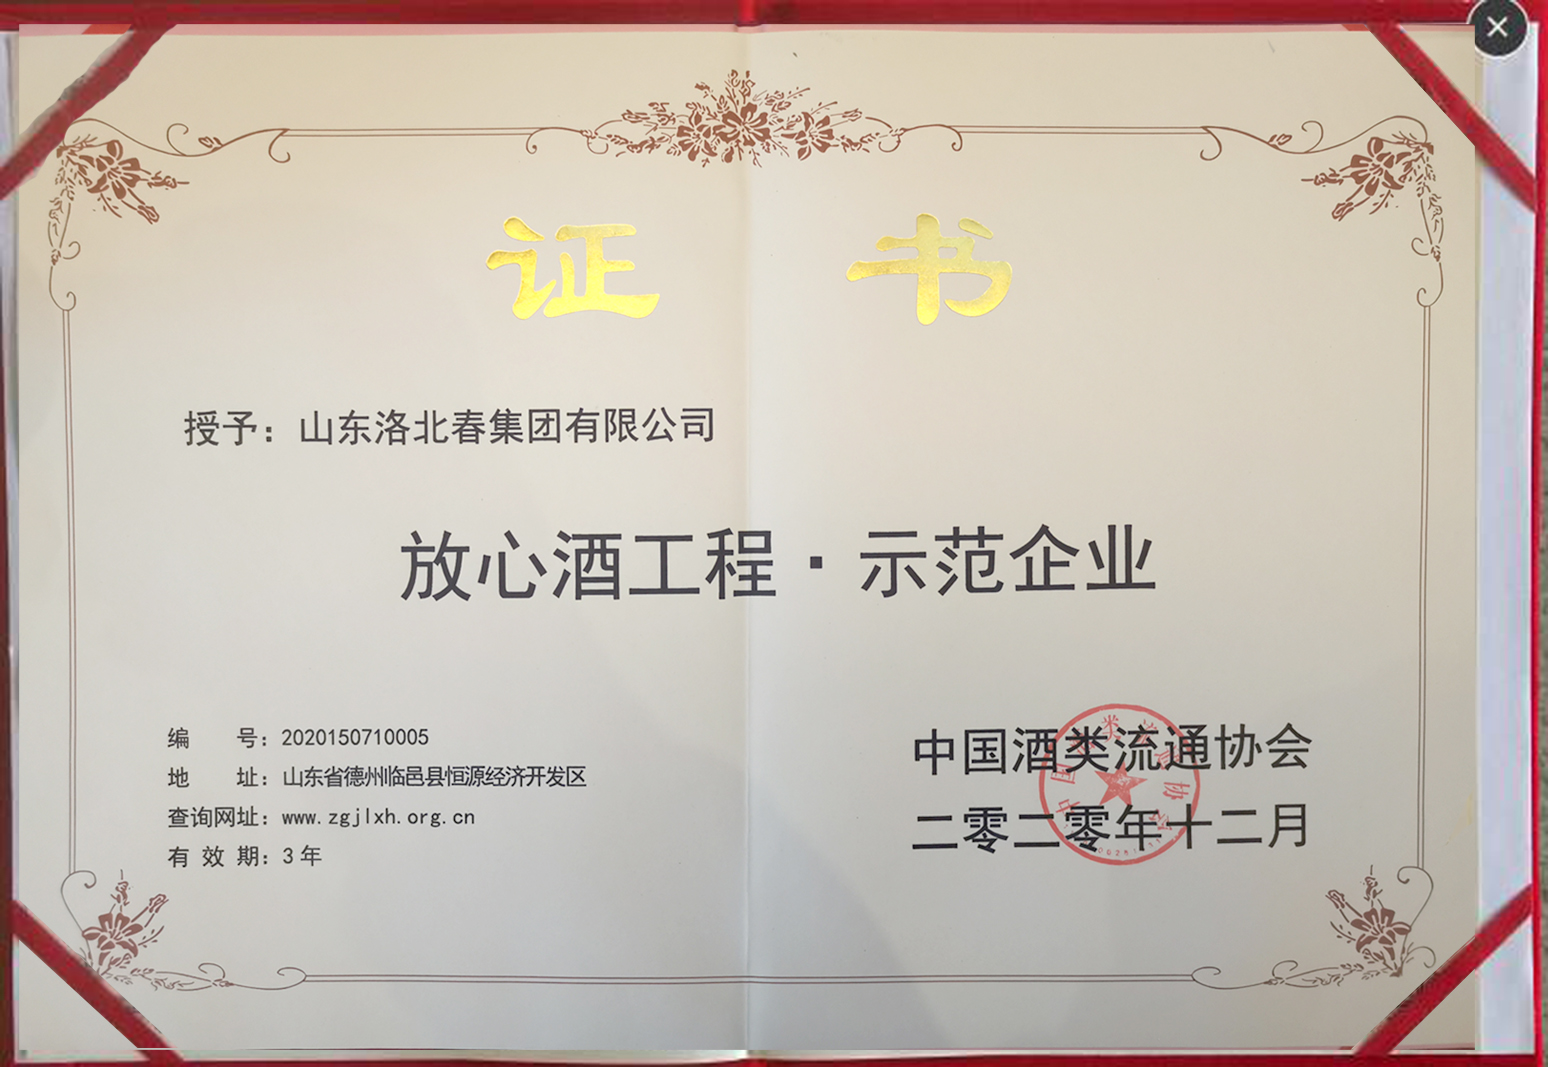 证书
授予：山东洛北春集团有限公司
放心酒工程·示范企业
编 号：2020150710005
地 址：山东省德州临邑县恒源经济开发区
查询网址：www.zgjlxh.org.cn
有 效 期：3 年
中国酒类流通协会
二零二零年十二月